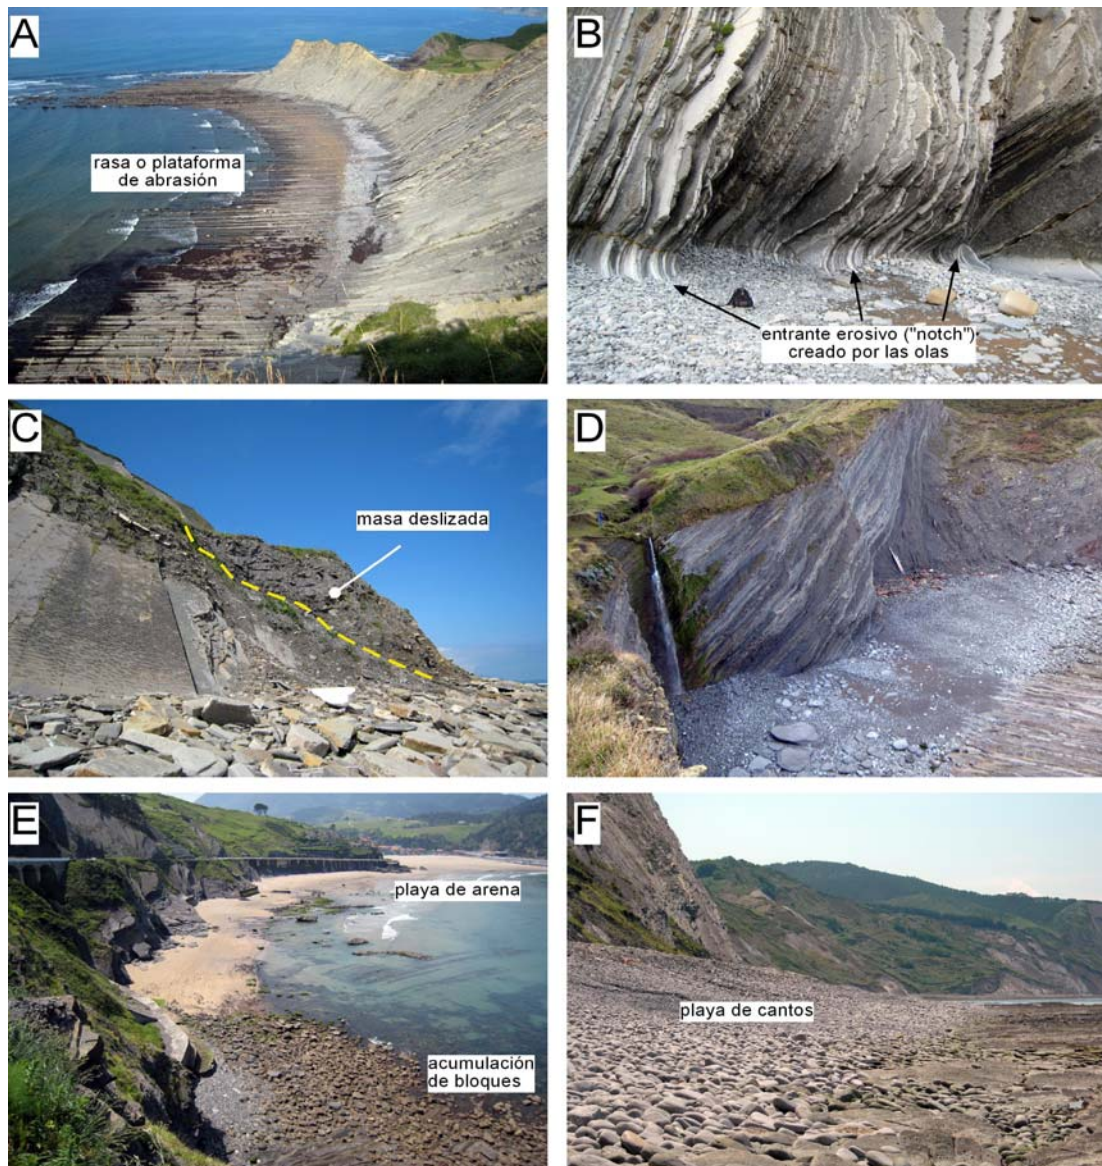 A
rasa o plataforma
de abrasión
B
entrante erosivo ("notch")
creado por las olas
C
masa deslizada
D
E
playa de arena
acumulación
de bloques
F
playa de cantos